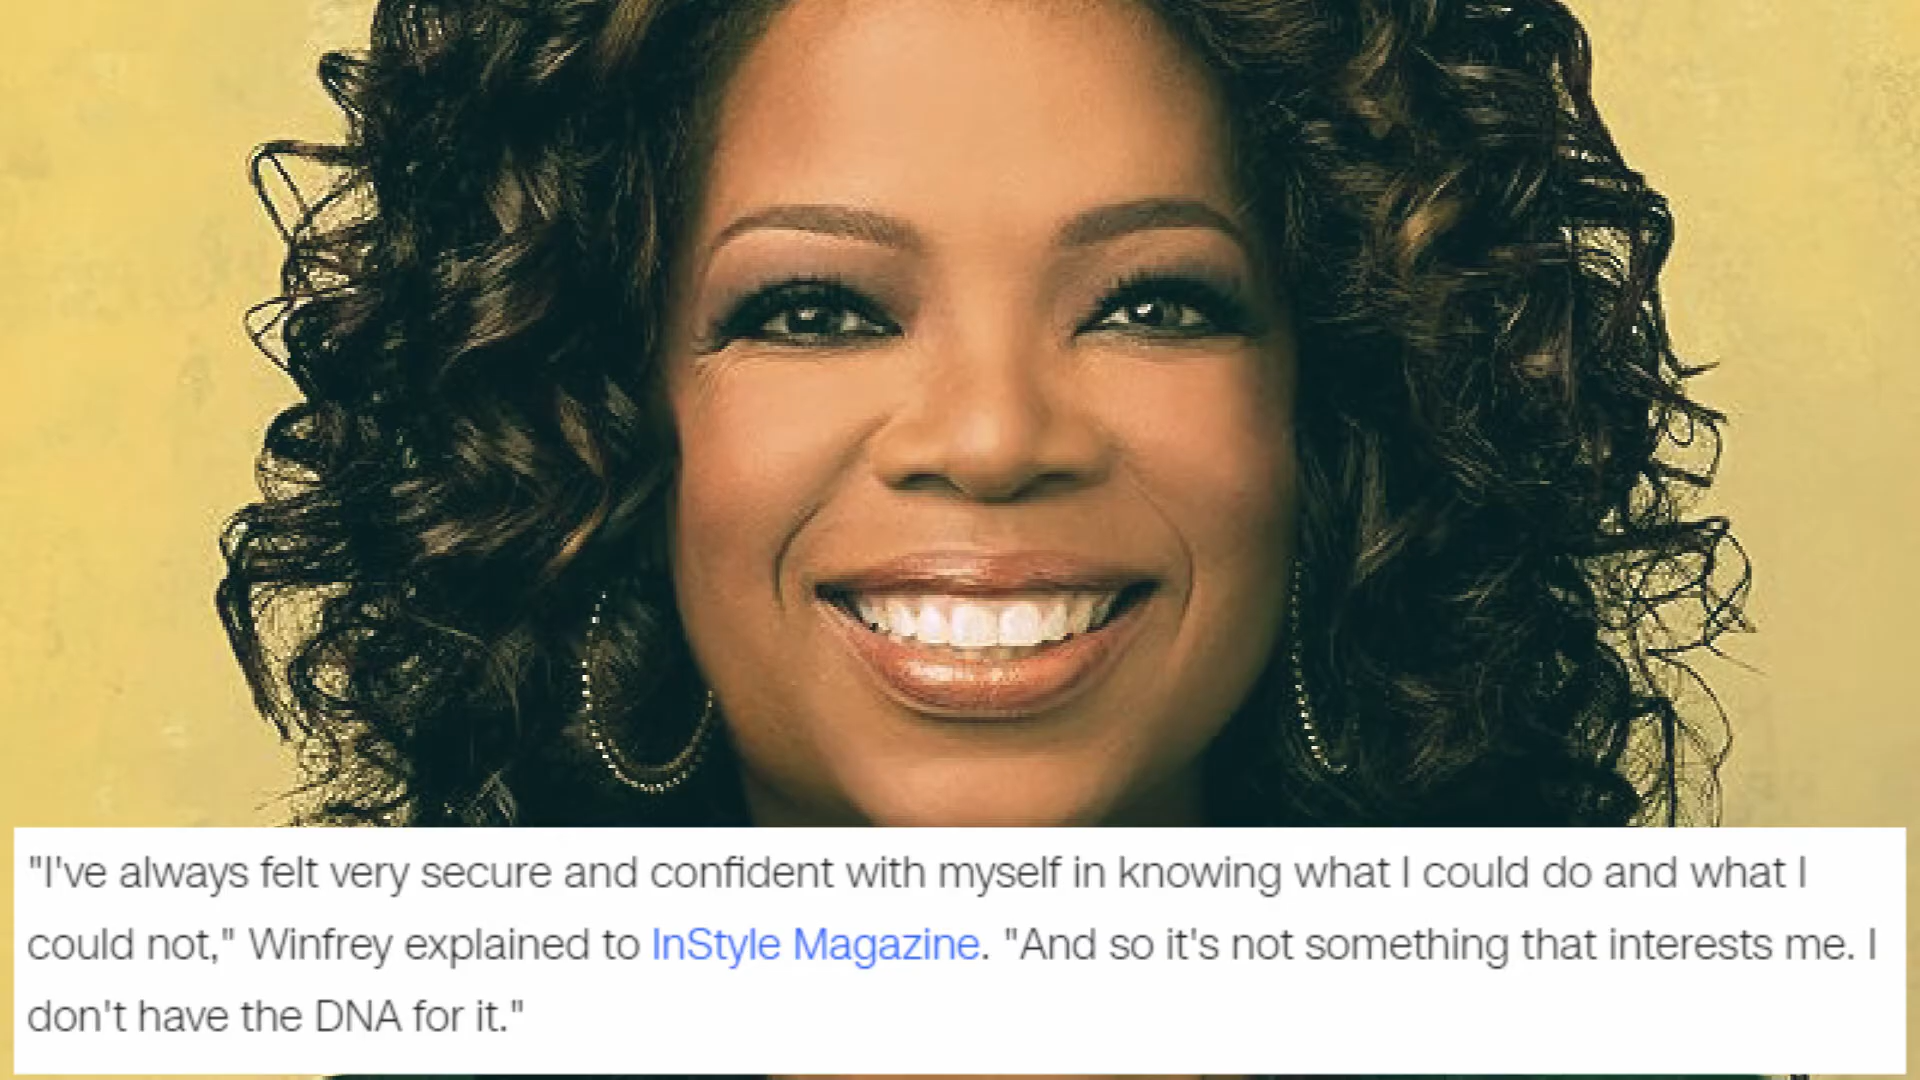 "I've always felt very secure and confident with myself in knowing what I could do and what I
could not," Winfrey explained to InStyle Magazine. "And so it's not something that interests me. I
don't have the DNA for it."